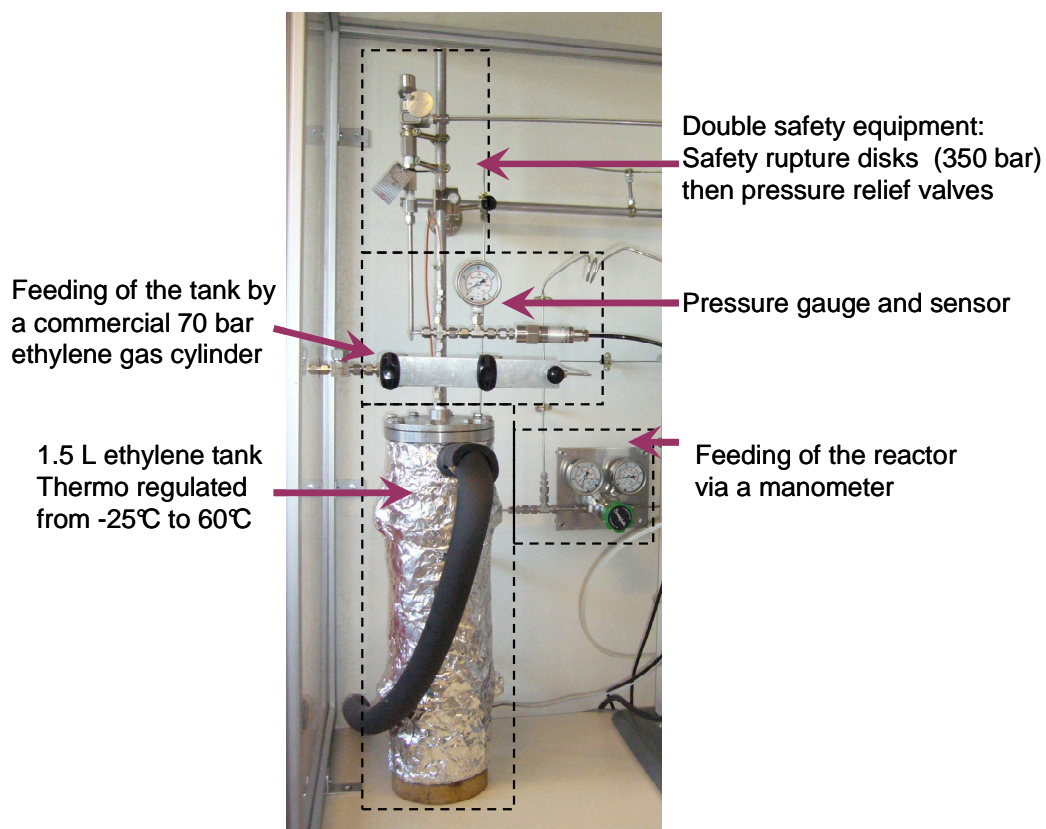 Double safety equipment:
Safety rupture disks (350 bar)
then pressure relief valves
Feeding of the tank by
a commercial 70 bar
ethylene gas cylinder
Pressure gauge and sensor
1.5 L ethylene tank
Thermo regulated
from -25°C to 60°C
Feeding of the reactor
via a manometer